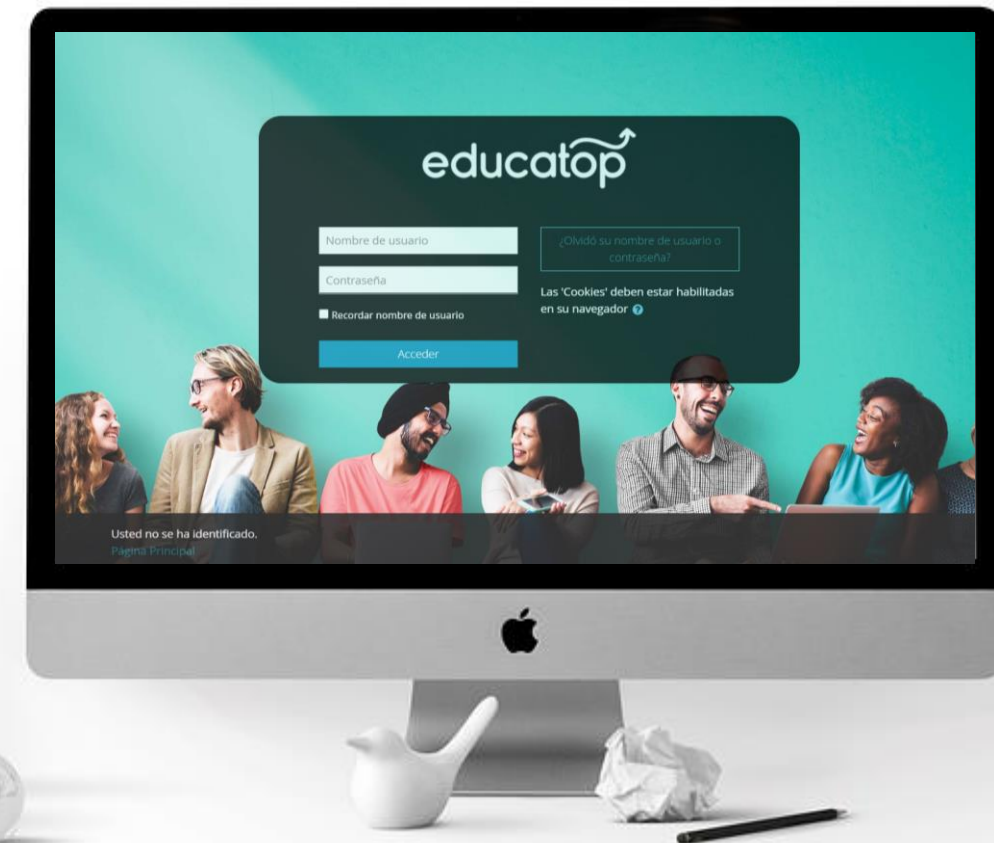 educatop
Nombre de usuario
Contraseña
Recordar nombre de usuario
Acceder
¿Olvidó su nombre de usuario o
contraseña?
Las 'Cookies' deben estar habilitadas
en su navegador
Usted no se ha identificado.
Página Principal